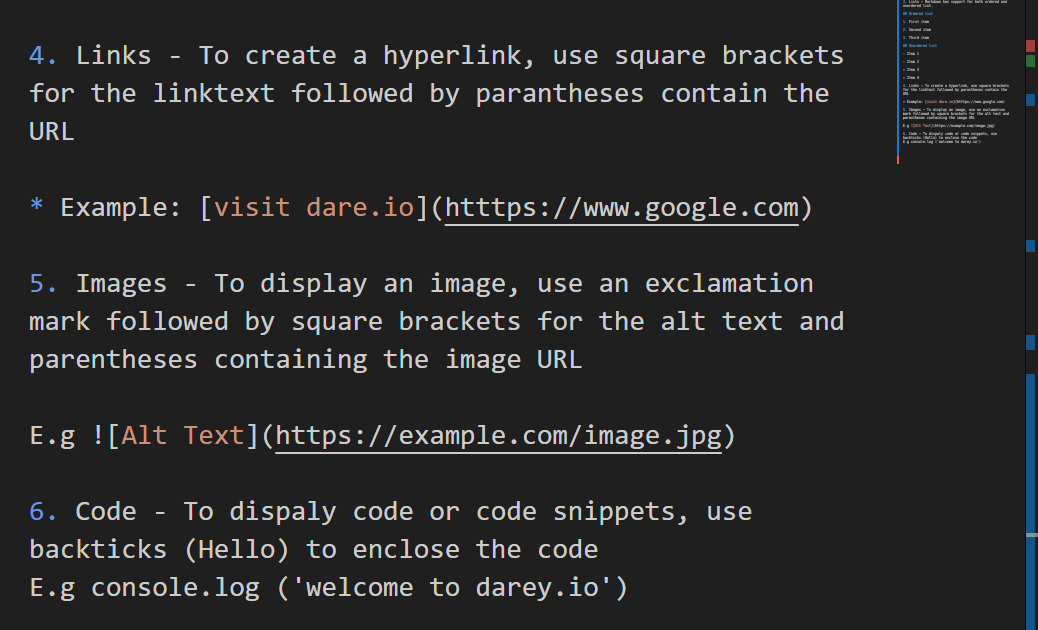 4. Links - To create a hyperlink, use square brackets
for the linktext followed by parantheses contain the
URL
* Example: [visit dare.io](htttps://www.google.com)
5. Images - To display an image, use an exclamation
mark followed by square brackets for the alt text and
parentheses containing the image URL
E.g ![Alt Text](https://example.com/image.jpg)
6. Code - To dispaly code or code snippets, use
backticks (Hello) to enclose the code
E.g console.log ('welcome to darey.io')